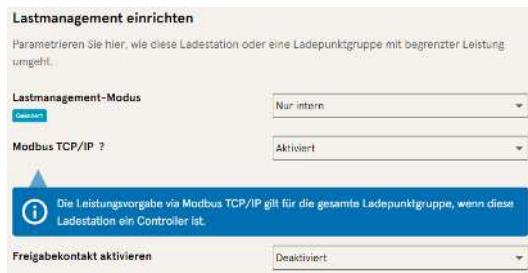 Lastmanagement einrichten
Parametrieren Sie hier, wie diese Ladestation oder eine Ladepunktgruppe mit begrenzter Leistung
umgeht.
Lastmanagement-Modus
Nur intern
Modbus TCP/IP ?
Aktiviert
Die Leistungsvorgabe via Modbus TCP/IP gilt für die gesamte Ladepunktgruppe, wenn diese
Ladestation ein Controller ist.
Freigabekontakt aktivieren
Deaktiviert